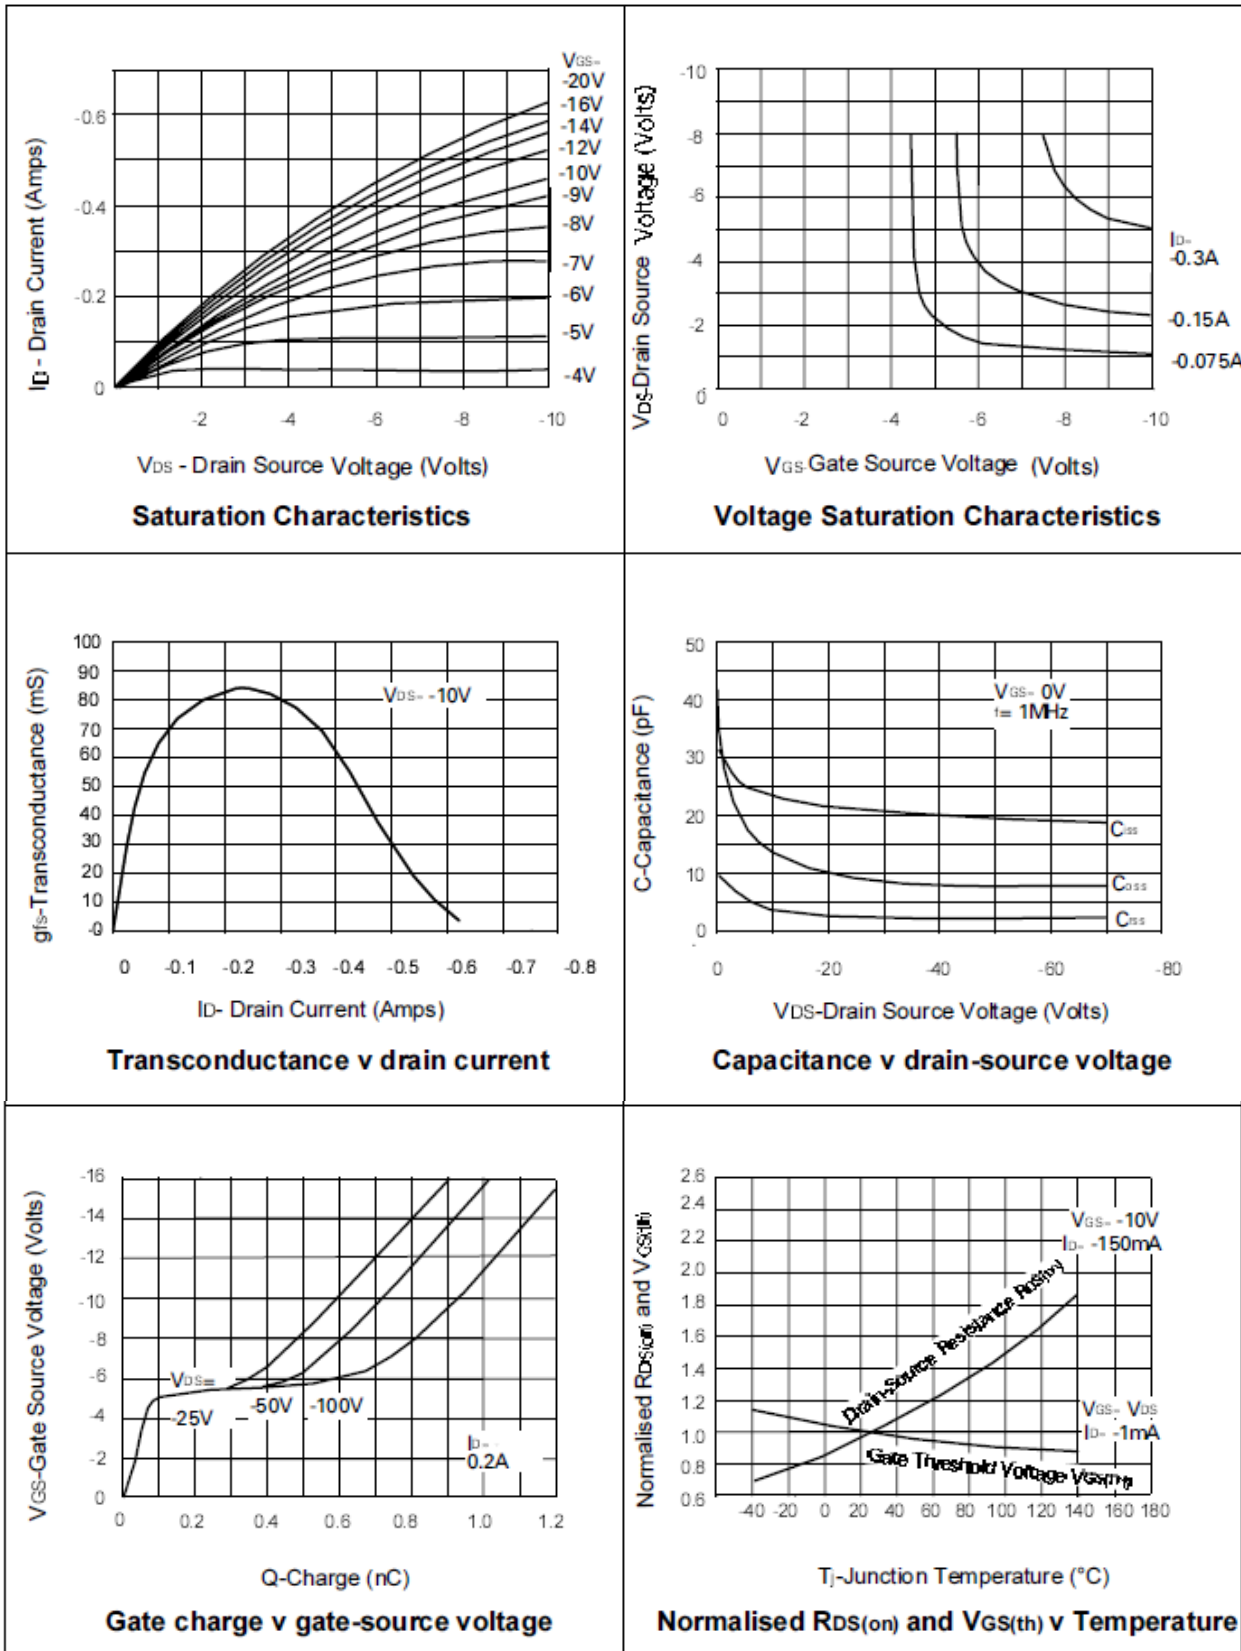 VGS=
-20V
-16V
-14V
-12V
-10V
-9V
-8V
-7V
-6V
-5V
-4V
-0.6
-0.4
-0.2
0
-2
-4
-6
-8
-10
ID - Drain Current (Amps)
VDS - Drain Source Voltage (Volts)
Saturation Characteristics
-10
-8
-6
-4
-2
0
0
-2
-4
-6
-8
-10
ID=
-0.3A
-0.15A
-0.075A
VDS-Drain Source Voltage (Volts)
VGS-Gate Source Voltage (Volts)
Voltage Saturation Characteristics
100
90
80
70
60
50
40
30
20
10
-0
VDS= -10V
0
-0.1
-0.2
-0.3
-0.4
-0.5
-0.6
-0.7
-0.8
gfs-Transconductance (mS)
ID- Drain Current (Amps)
Transconductance v drain current
50
40
30
20
10
0
VGS= 0V
f= 1MHz
Ciss
Coss
Crss
0
-20
-40
-60
-80
C-Capacitance (pF)
VDS-Drain Source Voltage (Volts)
Capacitance v drain-source voltage
-16
-14
-12
-10
-8
-6
-4
-2
0
VDS=
-25V
-50V
-100V
ID= -
0.2A
0
0.2
0.4
0.6
0.8
1.0
1.2
VGS-Gate Source Voltage (Volts)
Q-Charge (nC)
Gate charge v gate-source voltage
2.6
2.4
2.2
2.0
1.8
1.6
1.4
1.2
1.0
0.8
0.6
VGS= -10V
ID= -150mA
Drain-Source Resistance RDS(on)
VGS= VDS
ID= -1mA
Gate Threshold Voltage VGS(TH)
-40
-20
0
20
40
60
80
100
120
140
160
180
Normalised RDS(on) and VGS(th)
Tj-Junction Temperature (°C)
Normalised RDS(on) and VGS(th) v Temperature